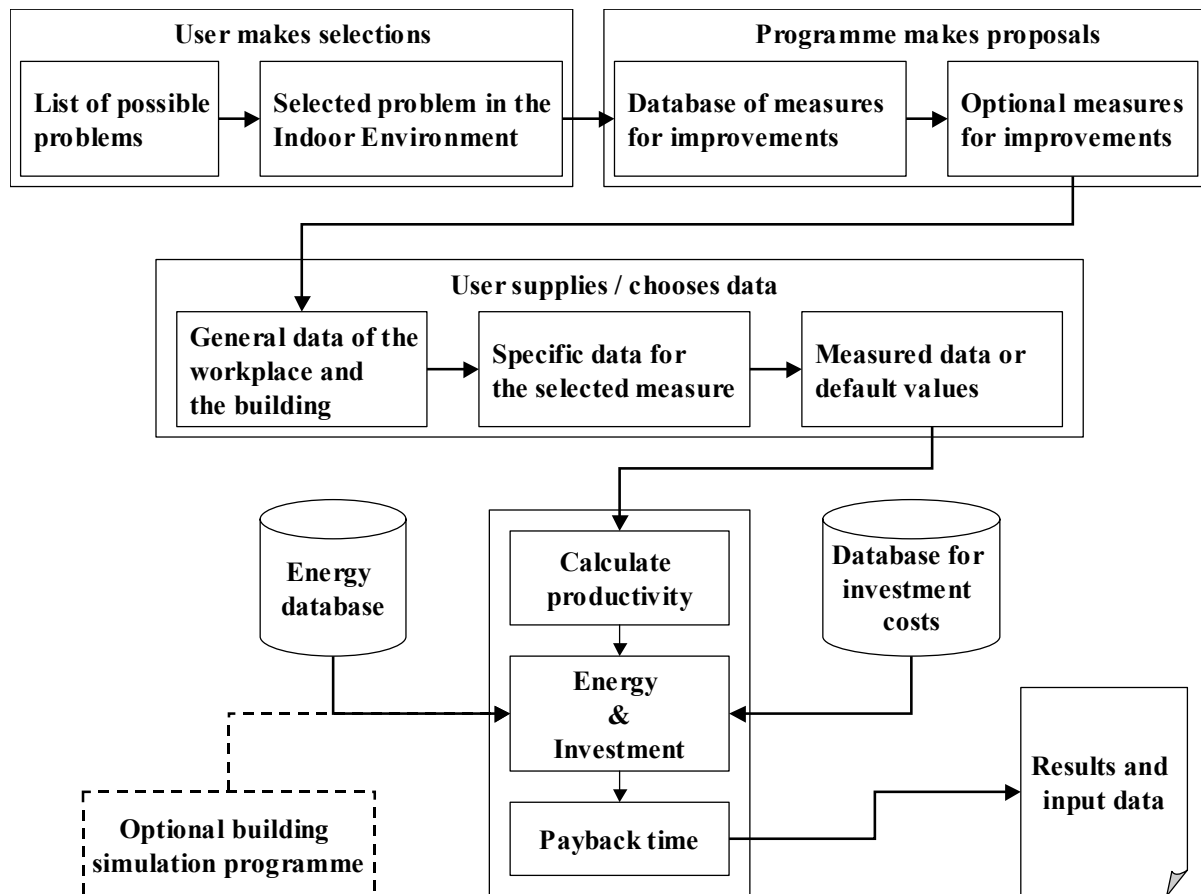 User makes selections
List of possible
problems
Selected problem in the
Indoor Environment
Programme makes proposals
Database of measures
for improvements
Optional measures
for improvements
User supplies / chooses data
General data of the
workplace and
the building
Specific data for
the selected measure
Measured data or
default values
Energy
database
Calculate
productivity
Database for
investment
costs
Energy
&
Investment
Optional building
simulation programme
Payback time
Results and
input data